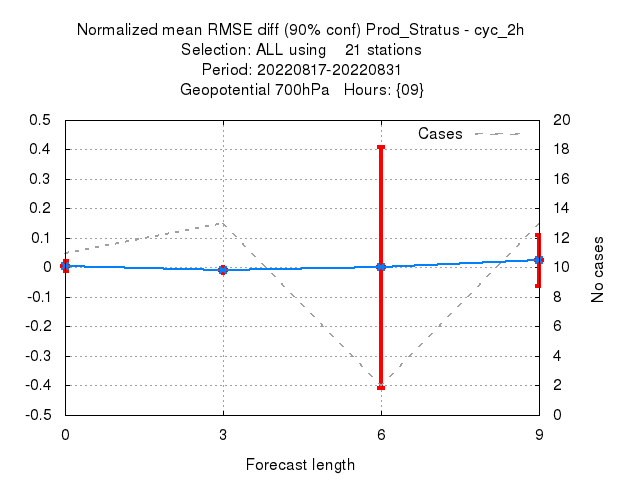 Normalized mean RMSE diff (90% conf) Prod_Stratus - cyc_2h
Selection: ALL using 21 stations
Period: 20220817-20220831
Geopotential 700hPa Hours: {09}
Cases
0.5
0.4
0.3
0.2
0.1
0
-0.1
-0.2
-0.3
-0.4
-0.5
20
18
16
14
12
10
8
6
4
2
0
No cases
0 3 6 9
Forecast length